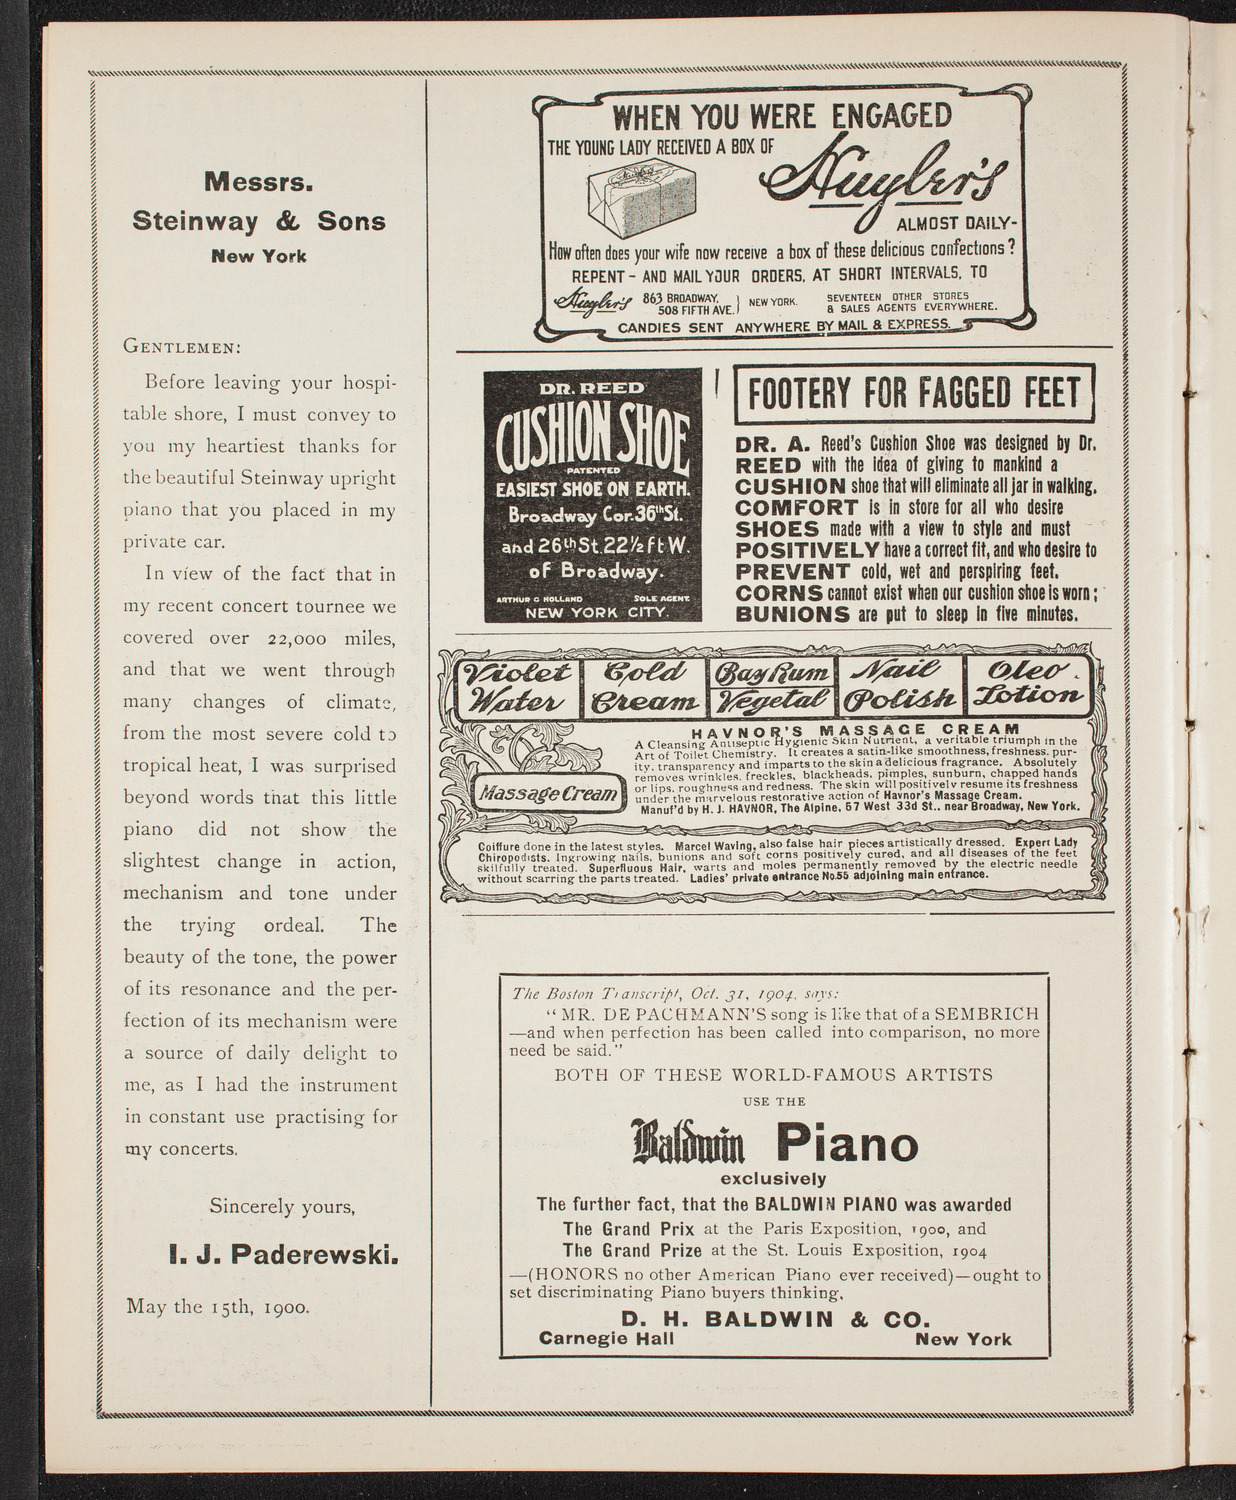 Messrs.
Steinway & Sons
New York
GENTLEMEN:
Before leaving your hospi-
table shore, I must convey to
you my heartiest thanks for
the beautiful Steinway upright
piano that you placed in my
private car.
In view of the fact that in
my recent concert tournee we
covered over 22,000 miles,
and that we went through
many changes of climate,
from the most severe cold to
tropical heat, I was surprised
beyond words that this little
piano did not show the
slightest change in action,
mechanism and tone under
the trying ordeal. The
beauty of the tone, the power
of its resonance and the per-
fection of its mechanism were
a source of daily delight to
me, as I had the instrument
in constant use practising for
my concerts.
Sincerely yours,
I. J. Paderewski.
May the 15th, 1900.
WHEN YOU WERE ENGAGED
THE YOUNG LADY RECEIVED A BOX OF
Huyler's
Huyler's
ALMOST DAILY-
How often does your wife now receive a box of these delicious confections?
REPENT - AND MAIL YOUR ORDERS, AT SHORT INTERVALS, TO
Huyler's 863 BROADWAY, 508 FIFTH AVE. } NEW YORK. SEVENTEEN OTHER STORES & SALES AGENTS EVERYWHERE.
CANDIES SENT ANYWHERE BY MAIL & EXPRESS.
DR. REED
CUSHION SHOE
PATENTED
EASIEST SHOE ON EARTH.
Broadway Cor. 36th St.
and 26th St. 22½ ft W.
of Broadway.
ARTHUR G HOLLAND SOLE AGENT.
NEW YORK CITY.
FOOTERY FOR FAGGED FEET
DR. A. Reed's Cushion Shoe was designed by Dr.
REED with the idea of giving to mankind a
CUSHION shoe that will eliminate all jar in walking.
COMFORT is in store for all who desire
SHOES made with a view to style and must
POSITIVELY have a correct fit, and who desire to
PREVENT cold, wet and perspiring feet.
CORNS cannot exist when our cushion shoe is worn;
BUNIONS are put to sleep in five minutes.
Violet Water
Cold Cream
Bay Rum
Vegetal
Nail Polish
Oleo Lotion
Massage Cream
HAVNOR'S MASSAGE CREAM
A Cleansing Antiseptic Hygienic Skin Nutrient, a veritable triumph in the
Art of Toilet Chemistry. It creates a satin-like smoothness, freshness, pur-
ity, transparency and imparts to the skin a delicious fragrance. Absolutely
removes wrinkles, freckles, blackheads, pimples, sunburn, chapped hands
or lips, roughness and redness. The skin will positively resume its freshness
under the marvelous restorative action of Havnor's Massage Cream.
Manuf'd by H. J. HAVNOR, The Alpine, 57 West 33d St., near Broadway, New York.
Coiffure done in the latest styles. Marcel Waving, also false hair pieces artistically dressed. Expert Lady
Chiropodists. Ingrowing nails, bunions and soft corns positively cured, and all diseases of the feet
skilfully treated. Superfluous Hair, warts and moles permanently removed by the electric needle
without scarring the parts treated. Ladies' private entrance No. 55 adjoining main entrance.
The Boston Transcript, Oct. 31, 1904, says:
"MR. DE PACHMANN'S song is like that of a SEMBRICH
—and when perfection has been called into comparison, no more
need be said."
BOTH OF THESE WORLD-FAMOUS ARTISTS
USE THE
Baldwin Piano
exclusively
The further fact, that the BALDWIN PIANO was awarded
The Grand Prix at the Paris Exposition, 1900, and
The Grand Prize at the St. Louis Exposition, 1904
—(HONORS no other American Piano ever received)—ought to
set discriminating Piano buyers thinking.
D. H. BALDWIN & CO.
Carnegie Hall New York